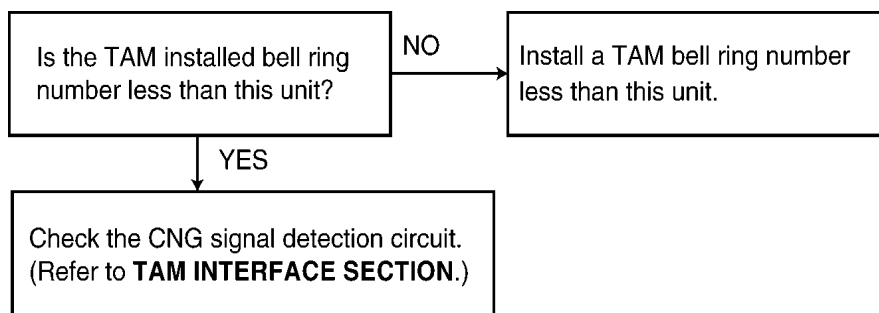 Is the TAM installed bell ring
number less than this unit?
NO
Install a TAM bell ring number
less than this unit.
YES
Check the CNG signal detection circuit.
(Refer to TAM INTERFACE SECTION.)